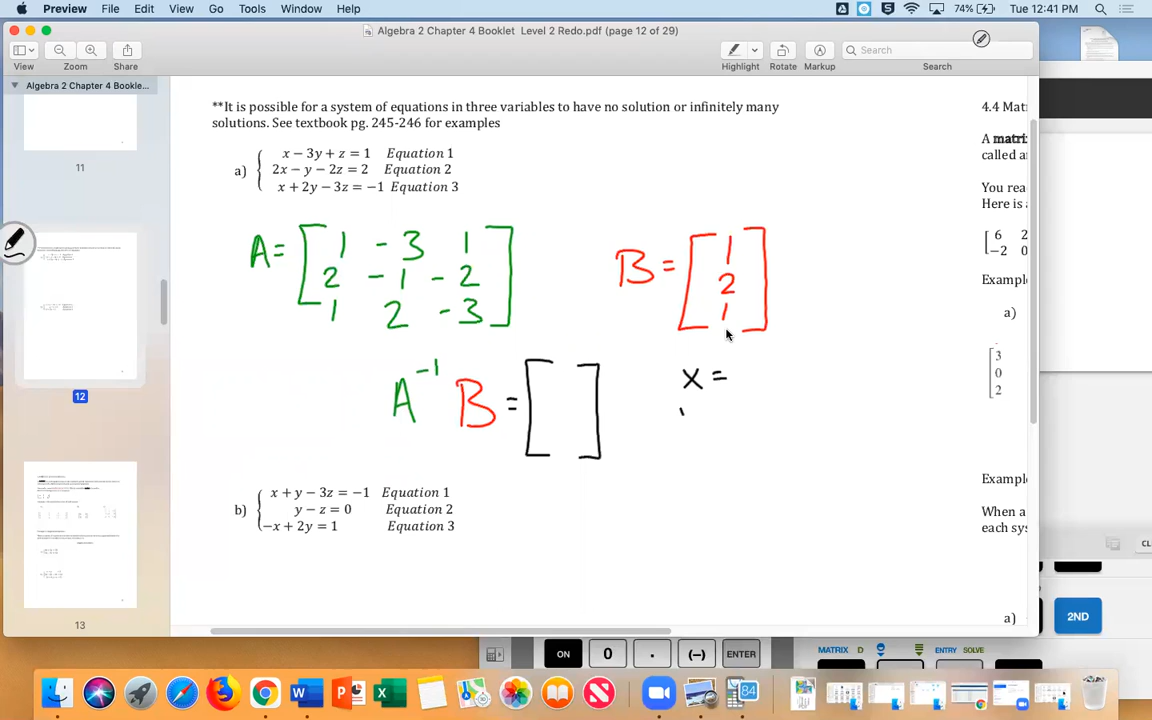 Preview File Edit View Go Tools Window Help 74% Tue 12:41 PM
Algebra 2 Chapter 4 Booklet Level 2 Redo.pdf (page 12 of 29)
View Zoom Share Highlight Rotate Markup Search
Search
Algebra 2 Chapter 4 Booke...
11
12
13
**It is possible for a system of equations in three variables to have no solution or infinitely many
solutions. See textbook pg. 245-246 for examples
a) x − 3y + z = 1 Equation 1
2x − y − 2z = 2 Equation 2
x + 2y − 3z = −1 Equation 3
A = [ 1 -3 1
2 -1 -2
1 2 -3 ]
B = [ 1
2
1 ]
A⁻¹ B = [ ]
x =
b) x + y − 3z = −1 Equation 1
y − z = 0 Equation 2
−x + 2y = 1 Equation 3
4.4 Matri
A matri
called a
You rea
Here is
6 2
−2 0
Exampl
a)
3
0
2
Exampl
When a
each sys
a)
CL
2ND
ON 0 . (−) ENTER
MATRIX D ENTRY SOLVE
84